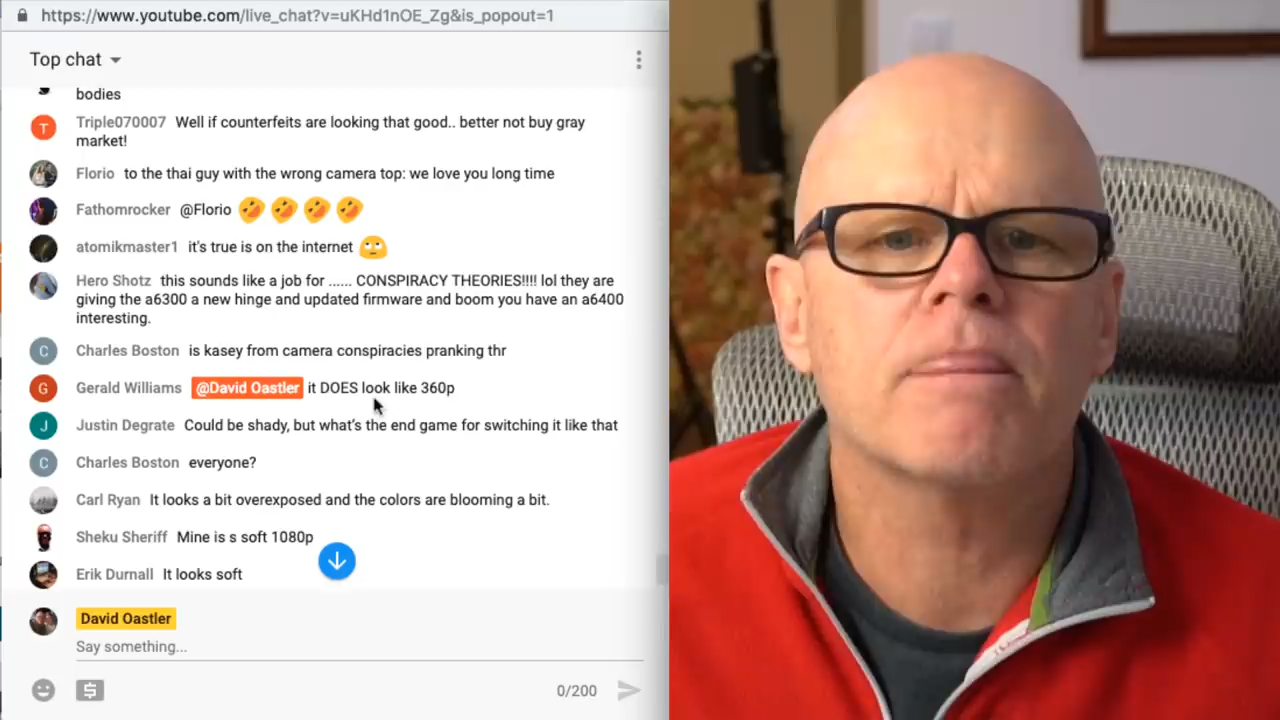 https://www.youtube.com/live_chat?v=uKHd1nOE_Zg&is_popout=1
Top chat
bodies
T Triple070007 Well if counterfeits are looking that good.. better not buy gray
market!
Florio to the thai guy with the wrong camera top: we love you long time
Fathomrocker @Florio 🤣🤣🤣🤣
atomikmaster1 it's true is on the internet 🙄
Hero Shotz this sounds like a job for ...... CONSPIRACY THEORIES!!!! lol they are
giving the a6300 a new hinge and updated firmware and boom you have an a6400
interesting.
C Charles Boston is kasey from camera conspiracies pranking thr
G Gerald Williams @David Oastler it DOES look like 360p
J Justin Degrate Could be shady, but what's the end game for switching it like that
C Charles Boston everyone?
Carl Ryan It looks a bit overexposed and the colors are blooming a bit.
Sheku Sheriff Mine is s soft 1080p
Erik Durnall It looks soft
David Oastler
Say something...
$ 0/200